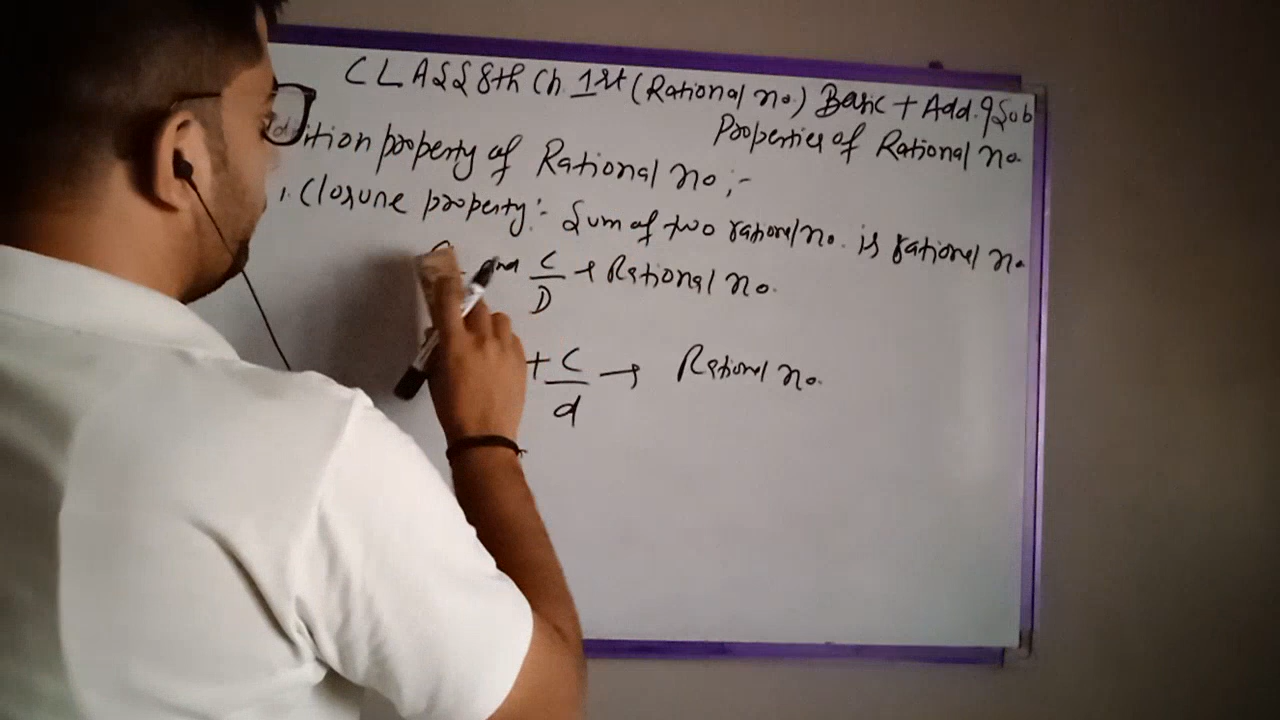 CLASS 8th Ch. 1st (Rational no.) Basic + Add. & Sub
Properties of Rational no.
Addition property of Rational no :-
1. Closure property :- Sum of two rational no. is rational no.
and C/D → Rational no.
+ C/d → Rational no.